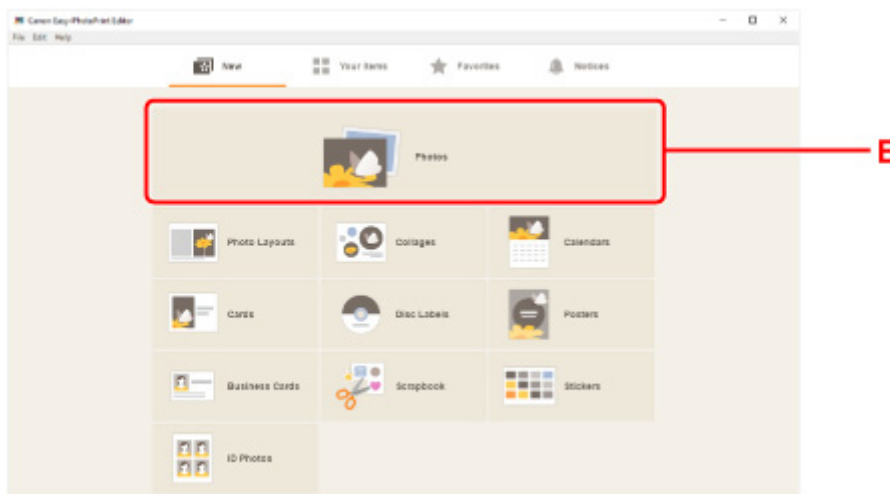 Canon Easy-PhotoPrint Editor
File Edit Help
New Your Items Favorites Notices
Photos
E
Photo Layouts Collages Calendars
Cards Disc Labels Posters
Business Cards Scrapbook Stickers
ID Photos